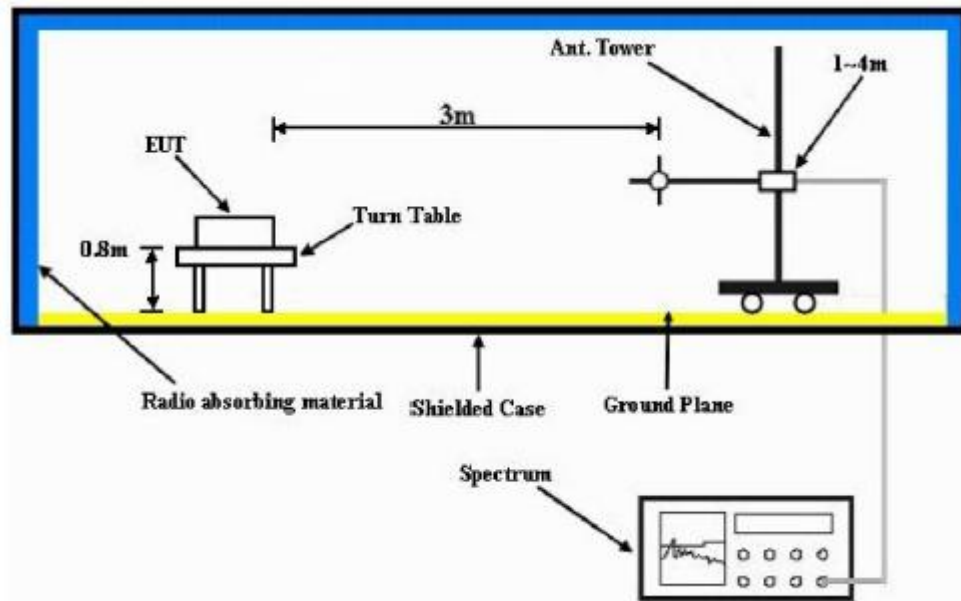 Ant. Tower
1~4m
3m
EUT
Turn Table
0.8m
Radio absorbing material
Shielded Case
Ground Plane
Spectrum